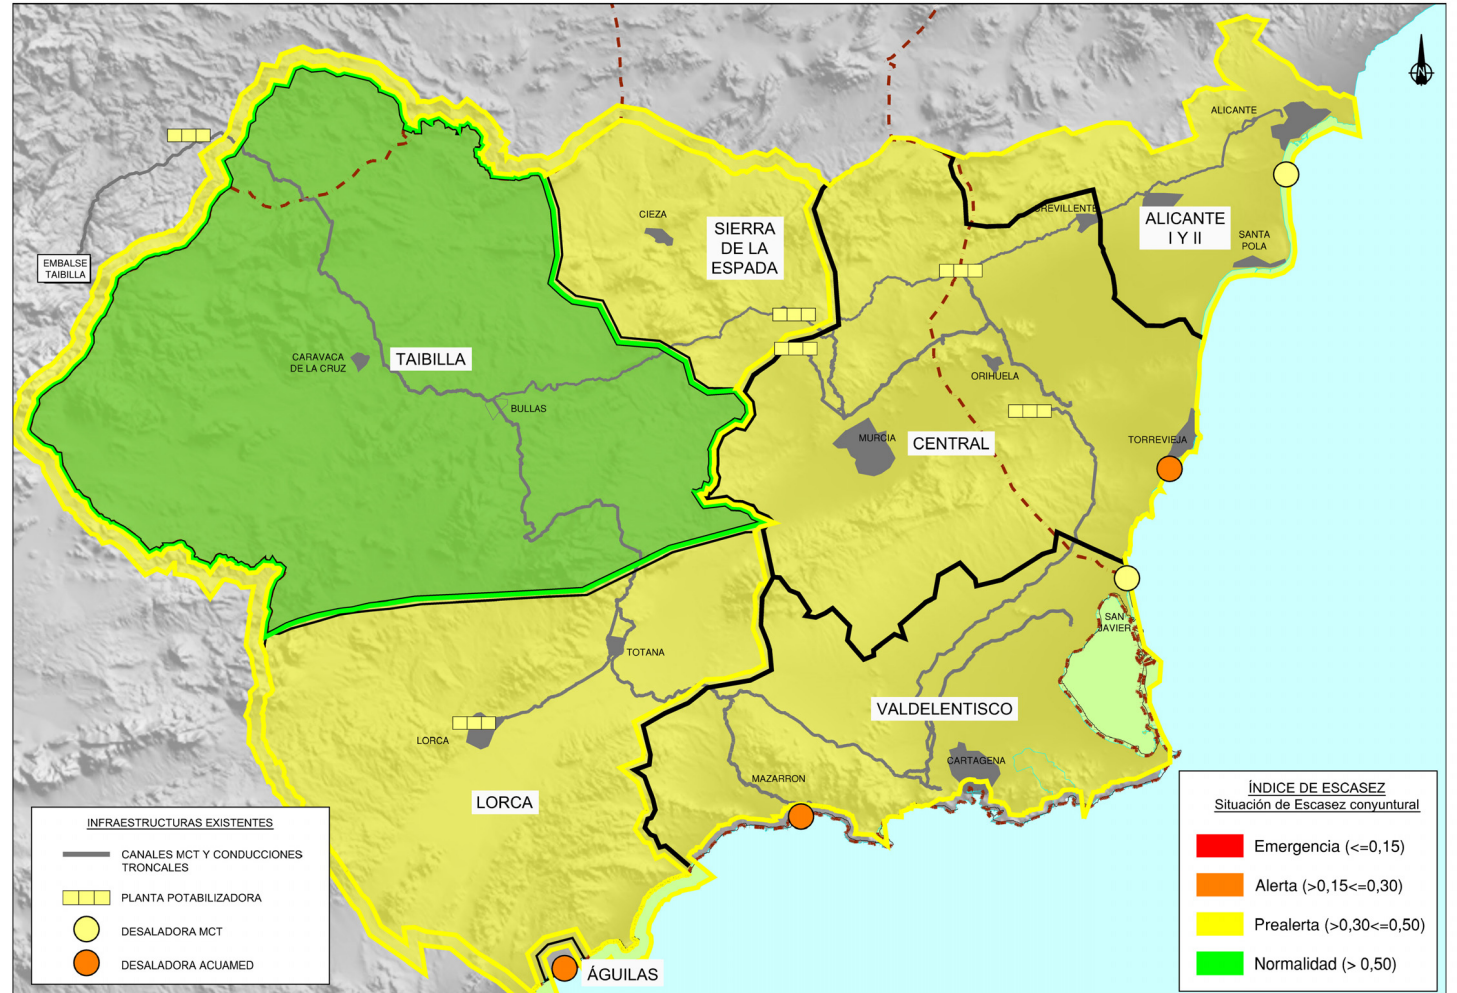 N
ALICANTE
CIEZA
SIERRA
DE LA
ESPADA
CREVILLENTE
ALICANTE
I Y II
SANTA
POLA
EMBALSE
TAIBILLA
CARAVACA
DE LA CRUZ
TAIBILLA
ORIHUELA
BULLAS
MURCIA
CENTRAL
TORREVIEJA
SAN
JAVIER
TOTANA
VALDELENTISCO
LORCA
CARTAGENA
MAZARRON
LORCA
ÁGUILAS
INFRAESTRUCTURAS EXISTENTES
CANALES MCT Y CONDUCCIONES
TRONCALES
PLANTA POTABILIZADORA
DESALADORA MCT
DESALADORA ACUAMED
ÍNDICE DE ESCASEZ
Situación de Escasez conyuntural
Emergencia (<=0,15)
Alerta (>0,15<=0,30)
Prealerta (>0,30<=0,50)
Normalidad (> 0,50)